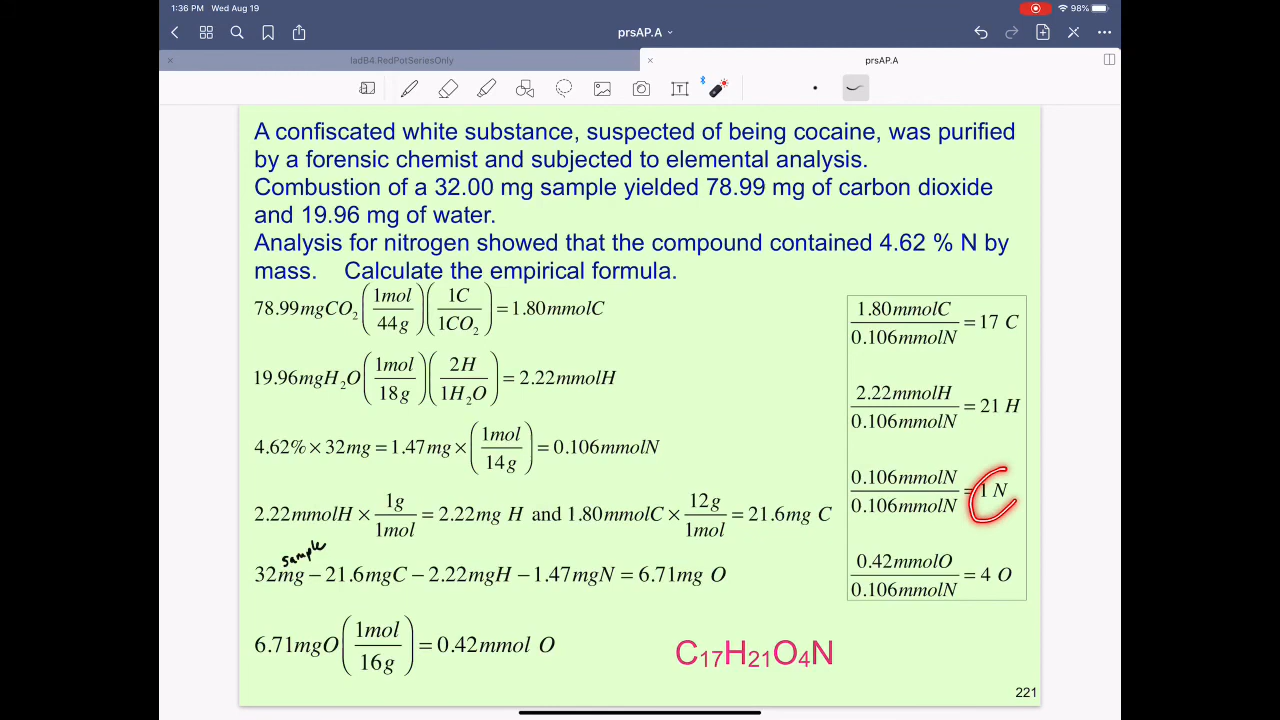 1:36 PM Wed Aug 19 98%
prsAP.A
ladB4.RedPotSeriesOnly prsAP.A
A confiscated white substance, suspected of being cocaine, was purified
by a forensic chemist and subjected to elemental analysis.
Combustion of a 32.00 mg sample yielded 78.99 mg of carbon dioxide
and 19.96 mg of water.
Analysis for nitrogen showed that the compound contained 4.62 % N by
mass. Calculate the empirical formula.
78.99mgCO₂(1mol/44g)(1C/1CO₂)=1.80mmolC
19.96mgH₂O(1mol/18g)(2H/1H₂O)=2.22mmolH
4.62%×32mg=1.47mg×(1mol/14g)=0.106mmolN
2.22mmolH×1g/1mol=2.22mg H and 1.80mmolC×12g/1mol=21.6mg C
sample
32mg−21.6mgC−2.22mgH−1.47mgN=6.71mg O
6.71mgO(1mol/16g)=0.42mmol O
1.80mmolC/0.106mmolN=17 C
2.22mmolH/0.106mmolN=21 H
0.106mmolN/0.106mmolN=1 N
0.42mmolO/0.106mmolN=4 O
C₁₇H₂₁O₄N
221